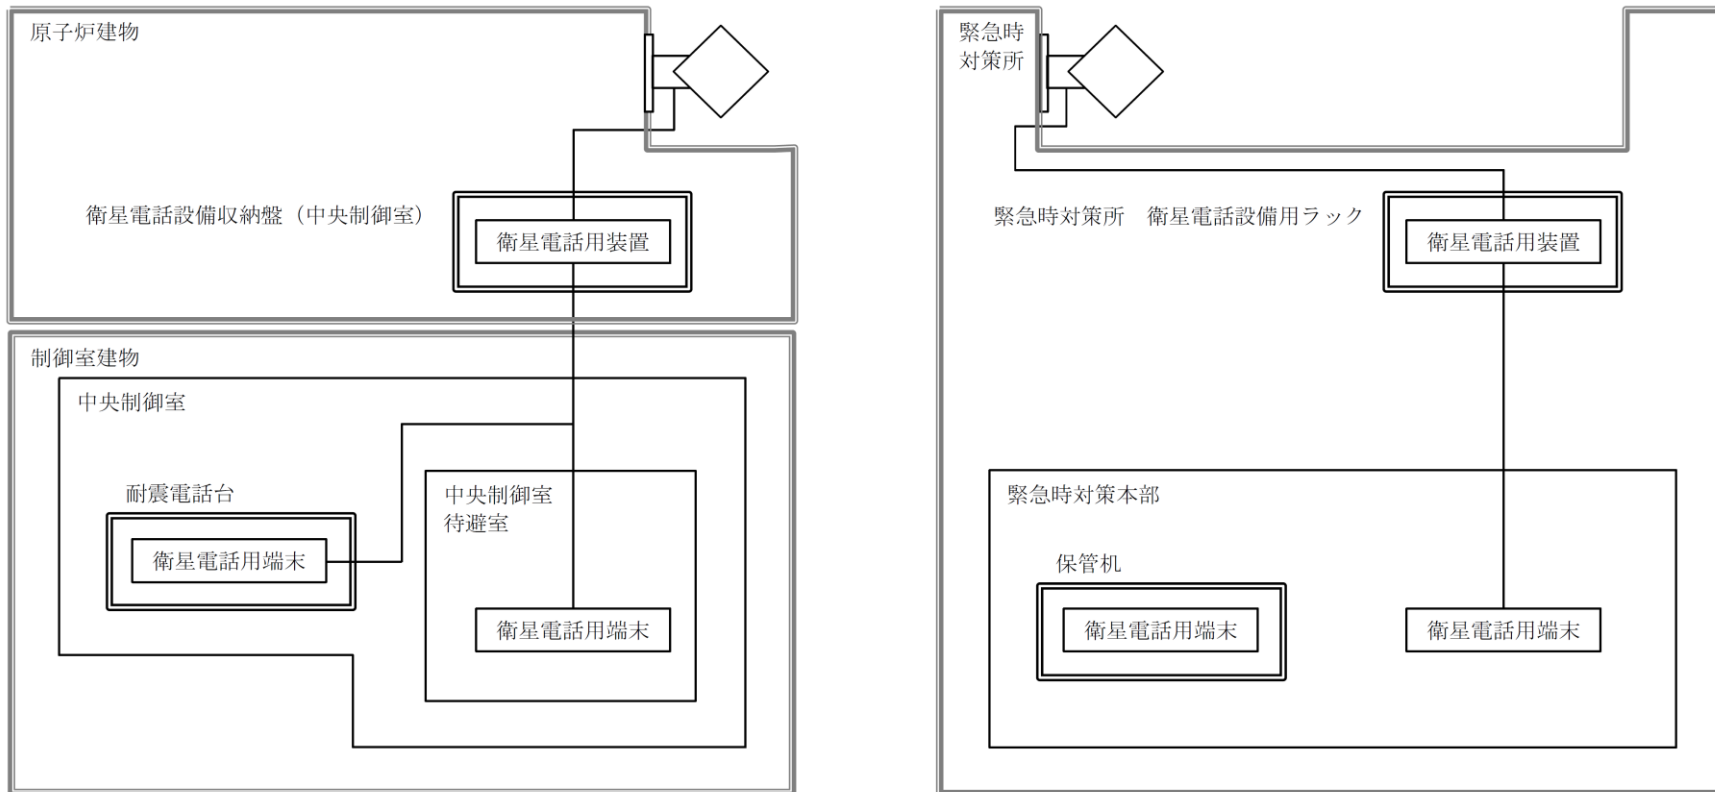 原子炉建物
衛星電話設備収納盤（中央制御室）
衛星電話用装置
制御室建物
中央制御室
耐震電話台
衛星電話用端末
中央制御室
待避室
衛星電話用端末
緊急時
対策所
緊急時対策所　衛星電話設備用ラック
衛星電話用装置
緊急時対策本部
保管机
衛星電話用端末
衛星電話用端末